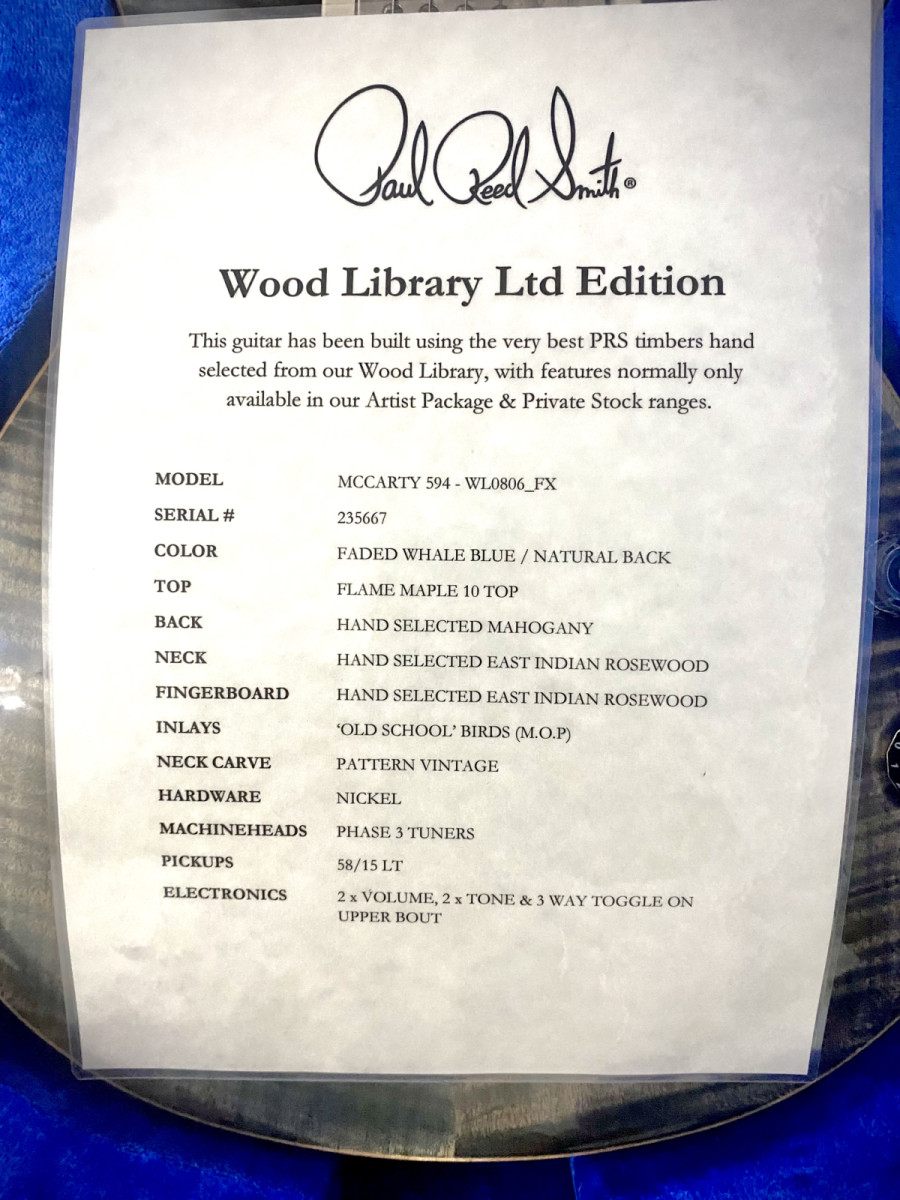 Paul Reed Smith®
Wood Library Ltd Edition
This guitar has been built using the very best PRS timbers hand
selected from our Wood Library, with features normally only
available in our Artist Package & Private Stock ranges.
MODEL MCCARTY 594 - WL0806_FX
SERIAL # 235667
COLOR FADED WHALE BLUE / NATURAL BACK
TOP FLAME MAPLE 10 TOP
BACK HAND SELECTED MAHOGANY
NECK HAND SELECTED EAST INDIAN ROSEWOOD
FINGERBOARD HAND SELECTED EAST INDIAN ROSEWOOD
INLAYS ‘OLD SCHOOL’ BIRDS (M.O.P)
NECK CARVE PATTERN VINTAGE
HARDWARE NICKEL
MACHINEHEADS PHASE 3 TUNERS
PICKUPS 58/15 LT
ELECTRONICS 2 x VOLUME, 2 x TONE & 3 WAY TOGGLE ON
UPPER BOUT